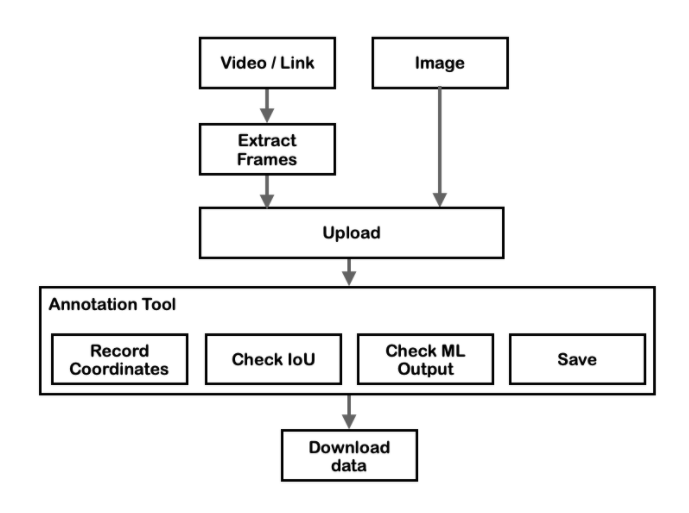 Video / Link
Image
Extract
Frames
Upload
Annotation Tool
Record
Coordinates
Check IoU
Check ML
Output
Save
Download
data